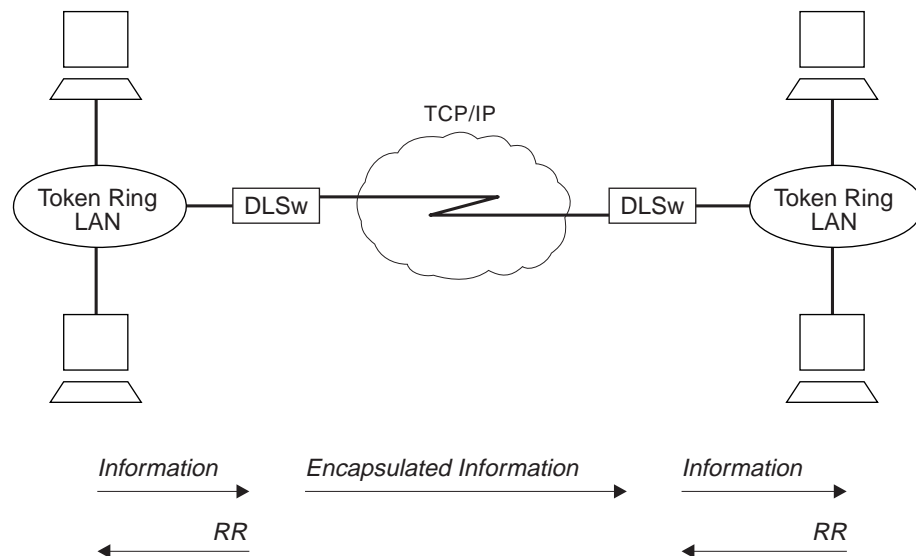 TCP/IP
Token Ring
LAN
DLSw
DLSw
Token Ring
LAN
Information
Encapsulated Information
Information
RR
RR